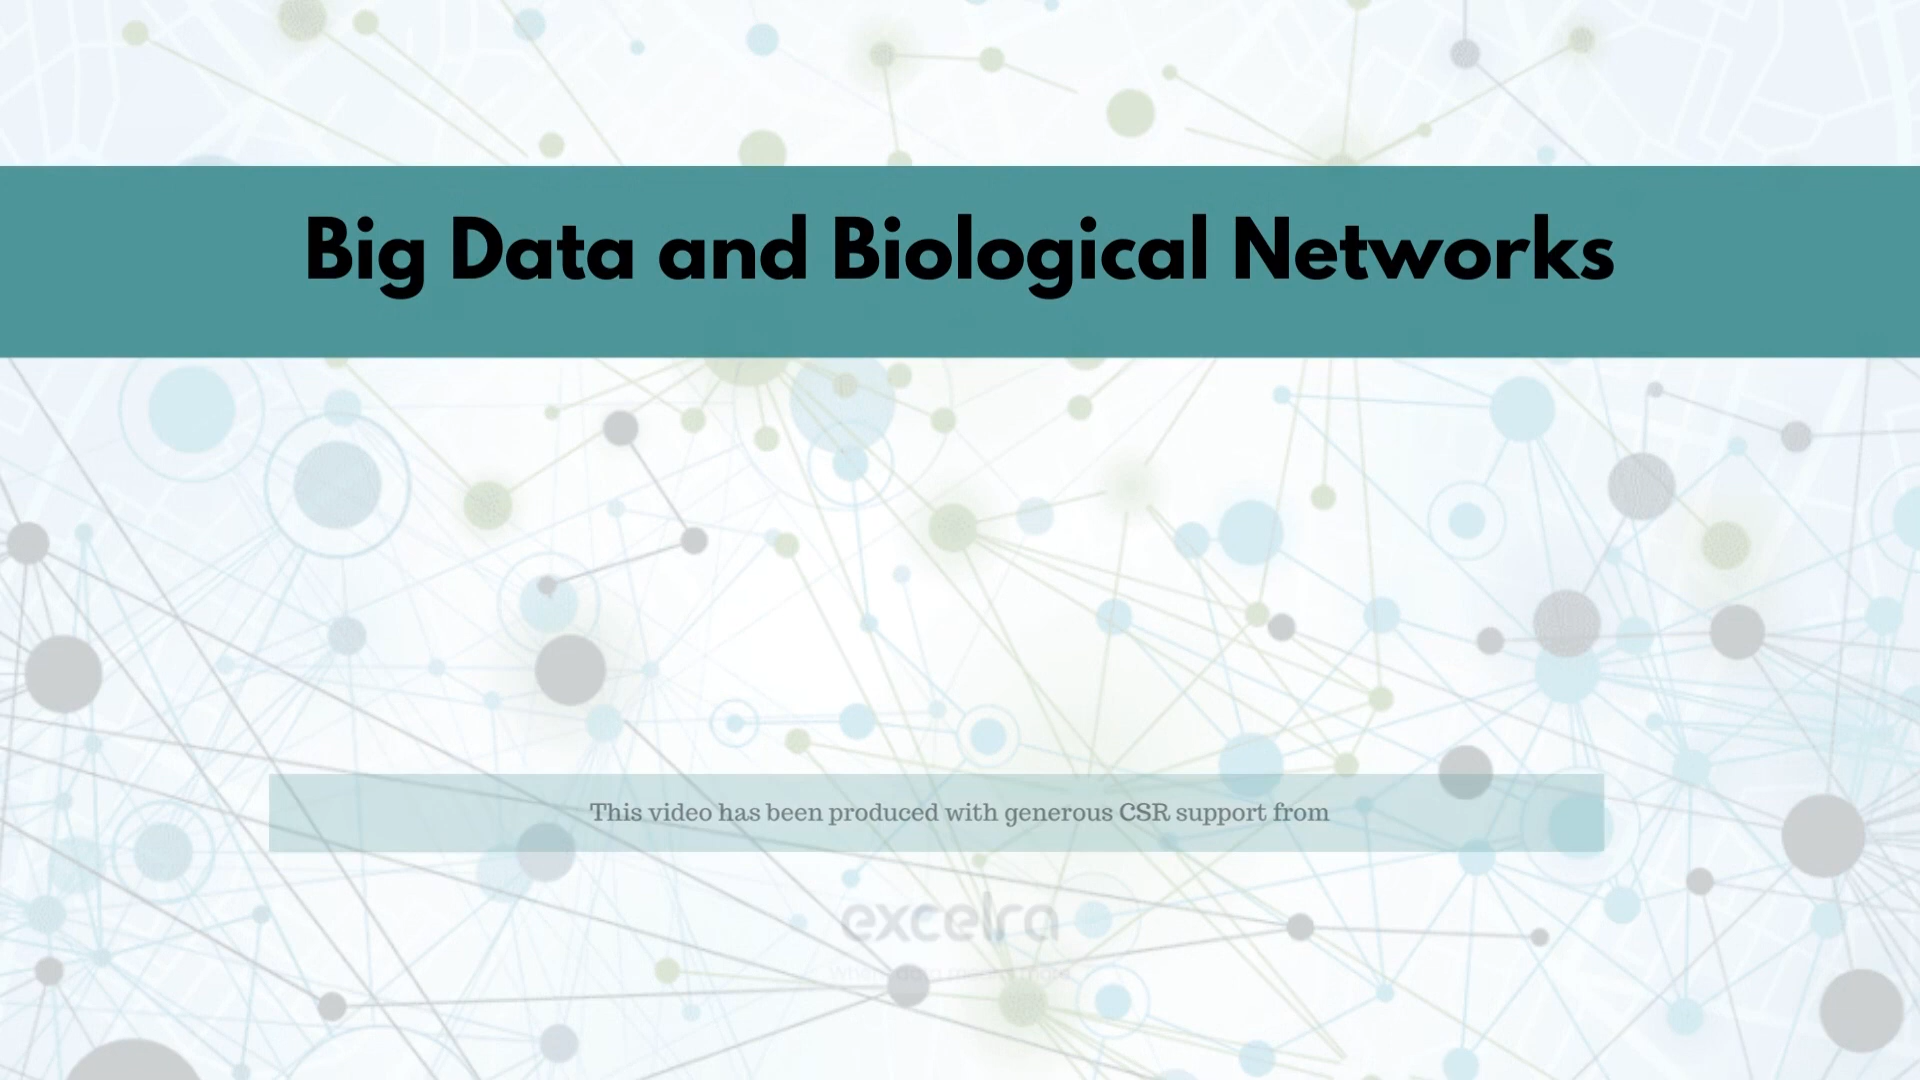 Big Data and Biological Networks
This video has been produced with generous CSR support from
excelra